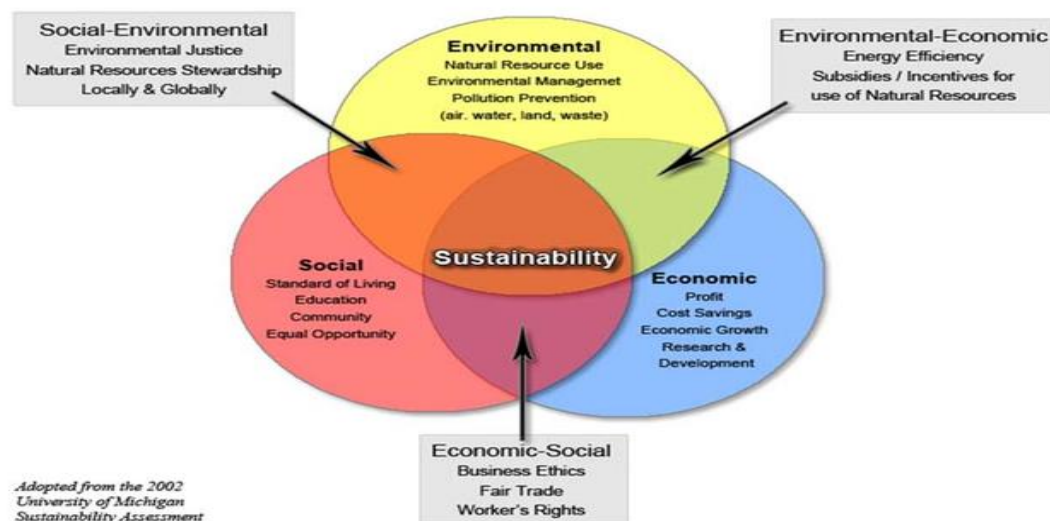 Social-Environmental
Environmental Justice
Natural Resources Stewardship
Locally & Globally
Environmental
Natural Resource Use
Environmental Managemet
Pollution Prevention
(air. water, land, waste)
Environmental-Economic
Energy Efficiency
Subsidies / Incentives for
use of Natural Resources
Sustainability
Social
Standard of Living
Education
Community
Equal Opportunity
Economic
Profit
Cost Savings
Economic Growth
Research &
Development
Economic-Social
Business Ethics
Fair Trade
Worker's Rights
Adopted from the 2002
University of Michigan
Sustainability Assessment